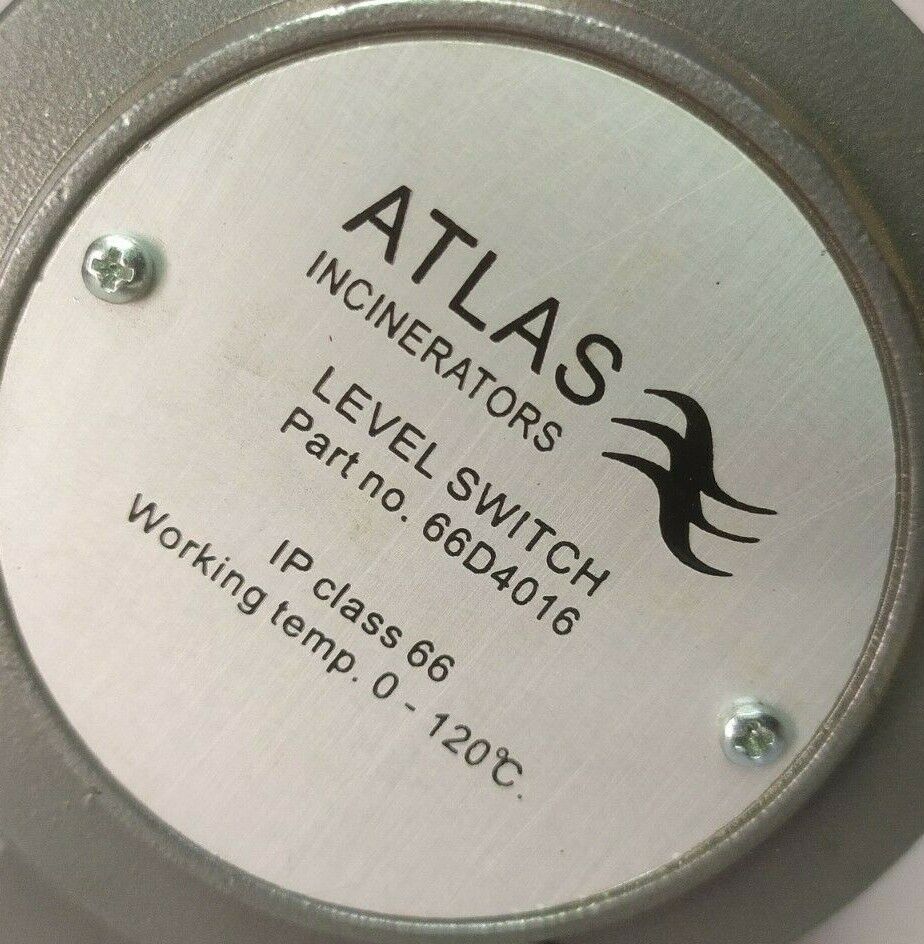 ATLAS
INCINERATORS
LEVEL SWITCH
Part no. 66D4016
IP class 66
Working temp. 0 - 120℃.